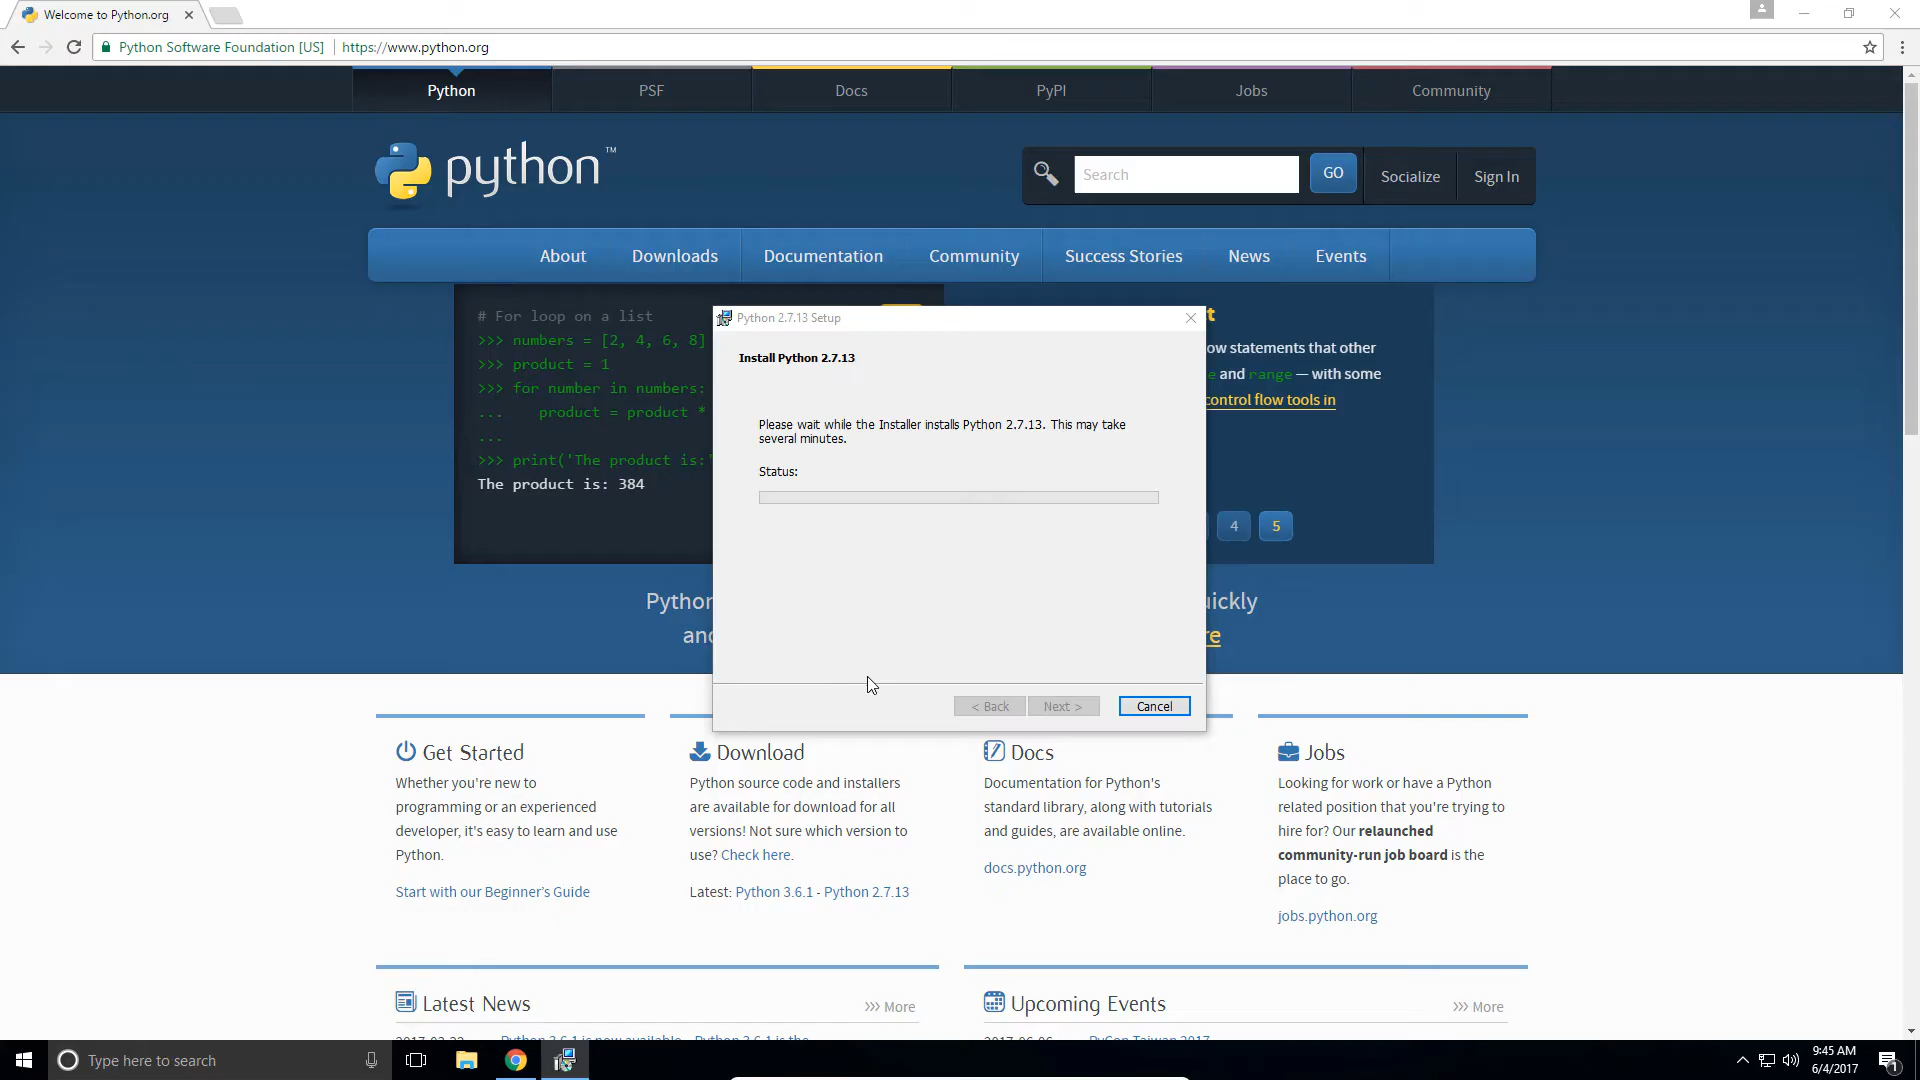 Welcome to Python.org
Python Software Foundation [US]
https://www.python.org
Python
PSF
Docs
PyPI
Jobs
Community
python™
Search
GO
Socialize
Sign In
About
Downloads
Documentation
Community
Success Stories
News
Events
# For loop on a list
>>> numbers = [2, 4, 6, 8]
>>> product = 1
>>> for number in numbers:
...    product = product *
...
>>> print('The product is:'
The product is: 384
Python 2.7.13 Setup
Install Python 2.7.13
Please wait while the Installer installs Python 2.7.13. This may take
several minutes.
Status:
< Back
Next >
Cancel
ow statements that other
and range — with some
control flow tools in
4
5
Python
uickly
and
re
Get Started
Whether you're new to
programming or an experienced
developer, it's easy to learn and use
Python.
Start with our Beginner's Guide
Download
Python source code and installers
are available for download for all
versions! Not sure which version to
use? Check here.
Latest: Python 3.6.1 - Python 2.7.13
Docs
Documentation for Python's
standard library, along with tutorials
and guides, are available online.
docs.python.org
Jobs
Looking for work or have a Python
related position that you're trying to
hire for? Our relaunched
community-run job board is the
place to go.
jobs.python.org
Latest News
>>> More
Upcoming Events
>>> More
Type here to search
9:45 AM
6/4/2017
1